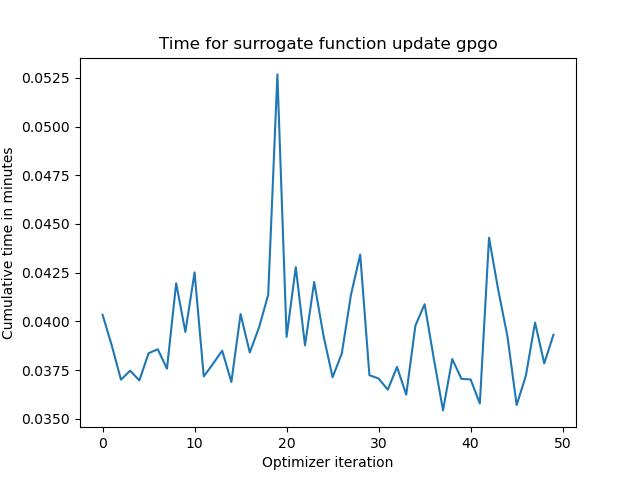 Time for surrogate function update gpgo
0.0525
0.0500
0.0475
0.0450
0.0425
0.0400
0.0375
0.0350
Cumulative time in minutes
0 10 20 30 40 50
Optimizer iteration